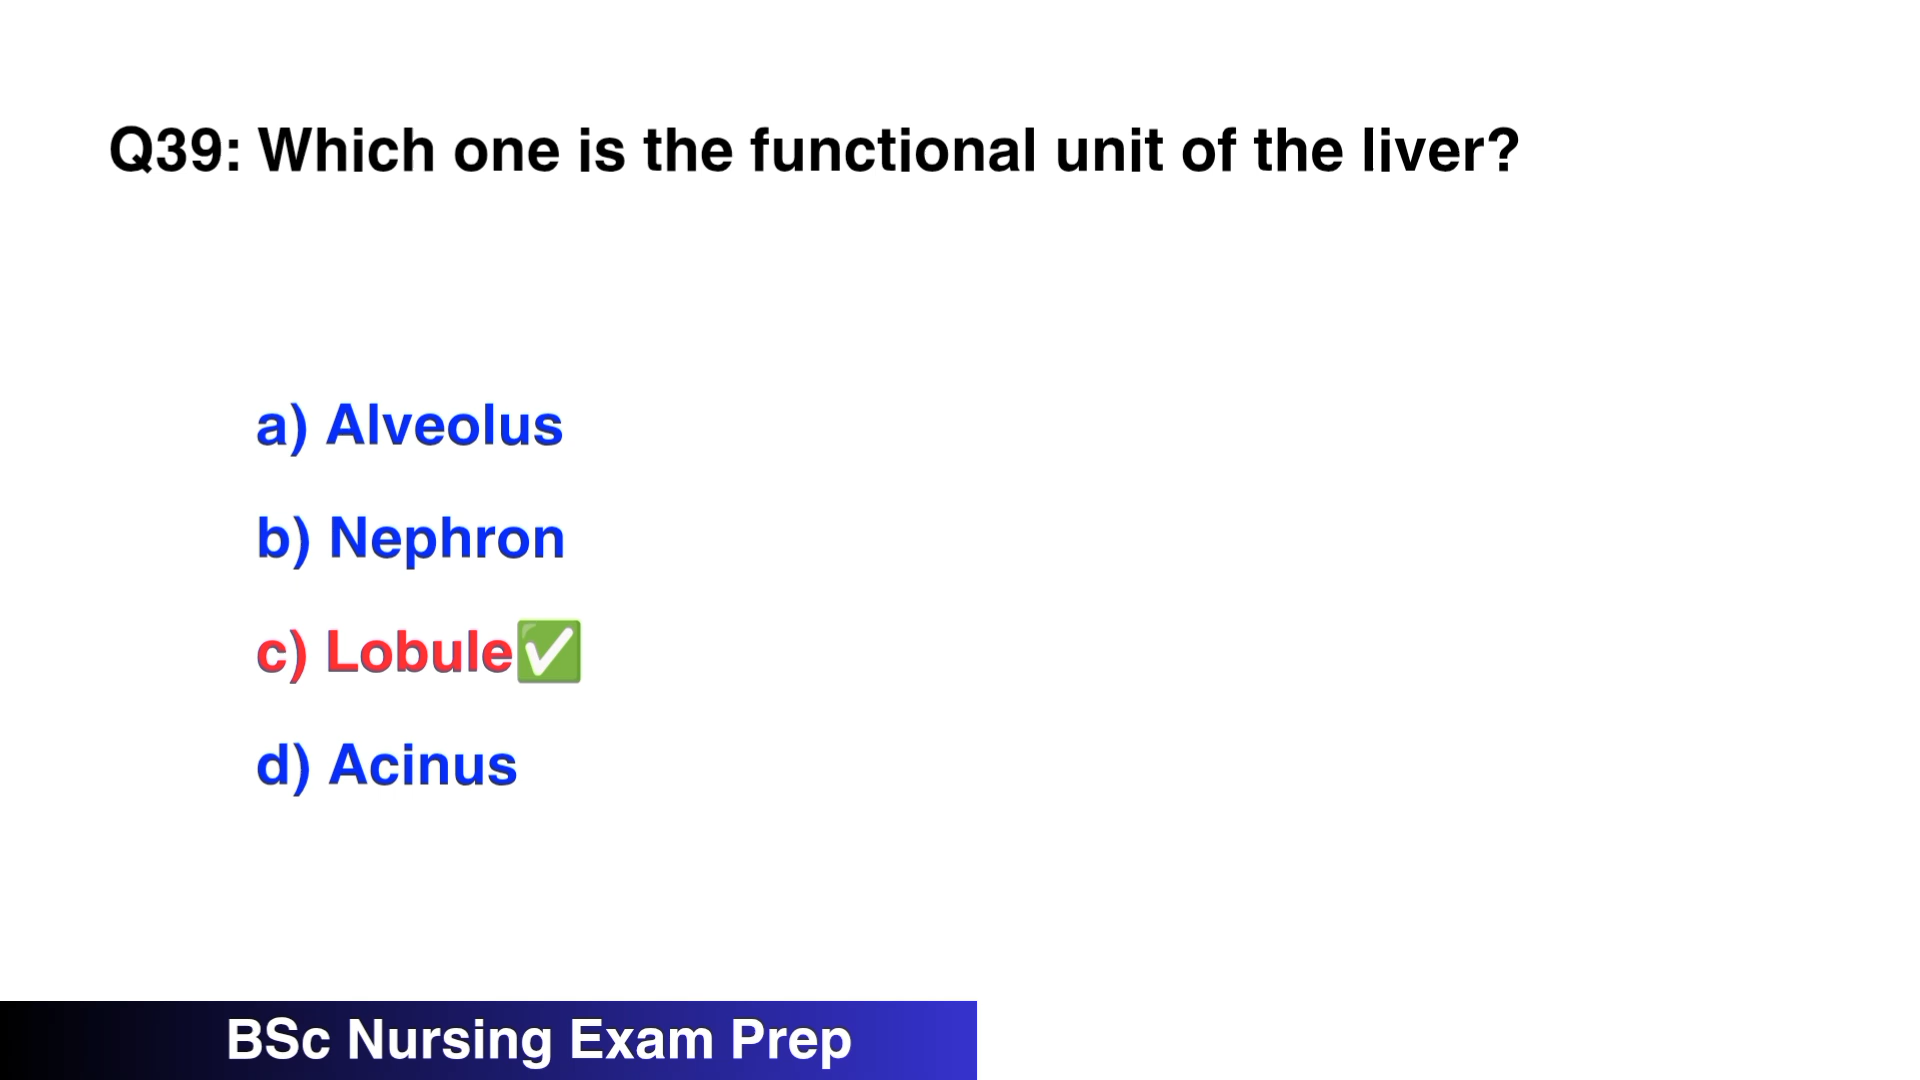 Q39: Which one is the functional unit of the liver?
a) Alveolus
b) Nephron
c) Lobule✅
d) Acinus
BSc Nursing Exam Prep